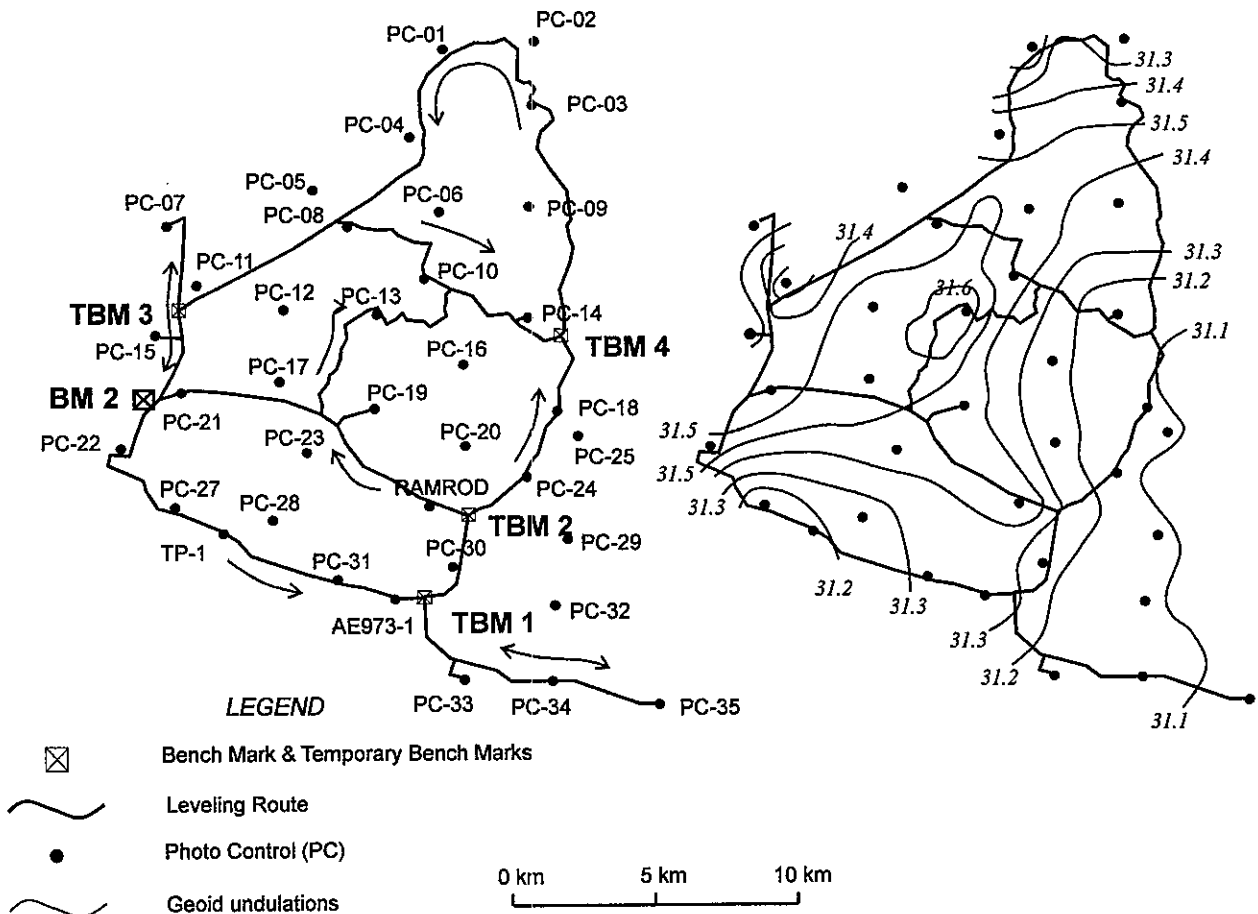 PC-01
PC-02
PC-03
PC-04
PC-05
PC-06
PC-07
PC-08
PC-09
PC-10
PC-11
PC-12
PC-13
PC-14
TBM 3
TBM 4
PC-15
PC-16
PC-17
BM 2
PC-19
PC-18
PC-21
PC-20
PC-22
PC-23
PC-25
RAMROD
PC-24
PC-27
PC-28
TBM 2
PC-29
TP-1
PC-30
PC-31
AE973-1
TBM 1
PC-32
PC-33
PC-34
PC-35
31.3
31.4
31.5
31.4
31.4
31.3
31.2
31.6
31.1
31.5
31.5
31.3
31.2
31.3
31.3
31.2
31.1
LEGEND
Bench Mark & Temporary Bench Marks
Leveling Route
Photo Control (PC)
Geoid undulations
0 km 5 km 10 km